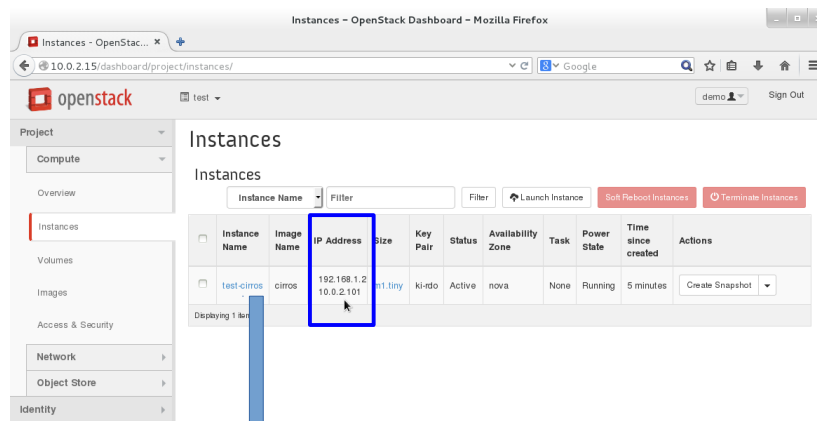 Instances - OpenStack Dashboard - Mozilla Firefox
Instances - OpenStac...
10.0.2.15/dashboard/project/instances/
Google
openstack
test
demo
Sign Out
Project
Compute
Overview
Instances
Volumes
Images
Access & Security
Network
Object Store
Identity
Instances
Instances
Instance Name Filter Filter Launch Instance Soft Reboot Instances Terminate Instances
Instance Name Image Name IP Address Size Key Pair Status Availability Zone Task Power State Time since created Actions
test-cirros cirros 192.168.1.2 10.0.2.101 m1.tiny ki-rdo Active nova None Running 5 minutes Create Snapshot
Displaying 1 item